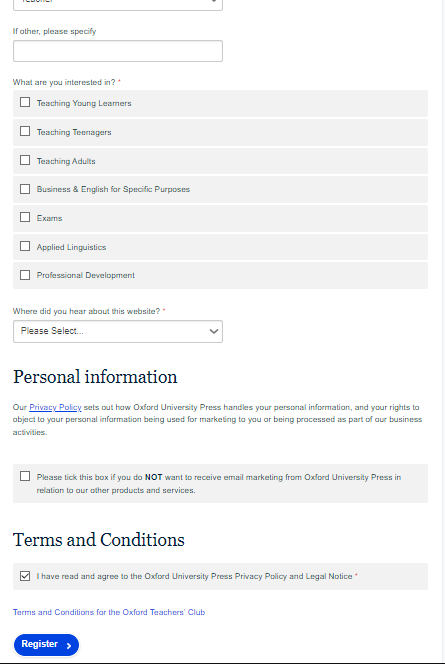 Teacher
If other, please specify
What are you interested in? *
Teaching Young Learners
Teaching Teenagers
Teaching Adults
Business & English for Specific Purposes
Exams
Applied Linguistics
Professional Development
Where did you hear about this website? *
Please Select...
Personal information
Our Privacy Policy sets out how Oxford University Press handles your personal information, and your rights to
object to your personal information being used for marketing to you or being processed as part of our business
activities.
Please tick this box if you do NOT want to receive email marketing from Oxford University Press in
relation to our other products and services.
Terms and Conditions
I have read and agree to the Oxford University Press Privacy Policy and Legal Notice *
Terms and Conditions for the Oxford Teachers' Club
Register